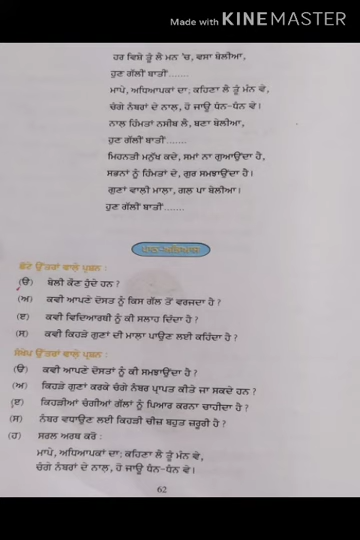 Made with KINEMASTER
ਹਰ ਵਿਸ਼ੇ ਨੂੰ ਲੈ ਮਨ 'ਚ, ਵਸਾ ਬੇਲੀਆ,
ਹੁਣ ਗੱਲੀਂ ਬਾਤੀਂ.......
ਮਾਪੇ, ਅਧਿਆਪਕਾਂ ਦਾ; ਕਹਿਣਾ ਲੈ ਤੂੰ ਮੰਨ ਵੇ,
ਚੰਗੇ ਨੰਬਰਾਂ ਦੇ ਨਾਲ, ਹੋ ਜਾਊ ਧੰਨ-ਧੰਨ ਵੇ।
ਨਾਲ ਹਿੰਮਤਾਂ ਨਸੀਬ ਲੈ, ਬਣਾ ਬੇਲੀਆ,
ਹੁਣ ਗੱਲੀਂ ਬਾਤੀਂ.......
ਮਿਹਨਤੀ ਮਨੁੱਖ ਕਦੇ, ਸਮਾਂ ਨਾ ਗੁਆਉਂਦਾ ਹੈ,
ਸਭਨਾਂ ਨੂੰ ਹਿੰਮਤਾਂ ਦੇ, ਗੁਰ ਸਮਝਾਉਂਦਾ ਹੈ।
ਗੁਣਾਂ ਵਾਲੀ ਮਾਲਾ, ਗਲ ਪਾ ਬੇਲੀਆ।
ਹੁਣ ਗੱਲੀਂ ਬਾਤੀਂ.......
ਪਾਠ-ਅਭਿਆਸ
ਛੋਟੇ ਉੱਤਰਾਂ ਵਾਲੇ ਪ੍ਰਸ਼ਨ :
(ੳ) ਬੇਲੀ ਕੌਣ ਹੁੰਦੇ ਹਨ ?
(ਅ) ਕਵੀ ਆਪਣੇ ਦੋਸਤ ਨੂੰ ਕਿਸ ਗੱਲ ਤੋਂ ਵਰਜਦਾ ਹੈ ?
(ੲ) ਕਵੀ ਵਿਦਿਆਰਥੀ ਨੂੰ ਕੀ ਸਲਾਹ ਦਿੰਦਾ ਹੈ ?
(ਸ) ਕਵੀ ਕਿਹੜੇ ਗੁਣਾਂ ਦੀ ਮਾਲਾ ਪਾਉਣ ਲਈ ਕਹਿੰਦਾ ਹੈ ?
ਸੰਖੇਪ ਉੱਤਰਾਂ ਵਾਲੇ ਪ੍ਰਸ਼ਨ :
(ੳ) ਕਵੀ ਆਪਣੇ ਦੋਸਤਾਂ ਨੂੰ ਕੀ ਸਮਝਾਉਂਦਾ ਹੈ ?
(ਅ) ਕਿਹੜੇ ਗੁਣਾਂ ਕਰਕੇ ਚੰਗੇ ਨੰਬਰ ਪ੍ਰਾਪਤ ਕੀਤੇ ਜਾ ਸਕਦੇ ਹਨ ?
(ੲ) ਕਿਹੜੀਆਂ ਚੰਗੀਆਂ ਗੱਲਾਂ ਨੂੰ ਪਿਆਰ ਕਰਨਾ ਚਾਹੀਦਾ ਹੈ ?
(ਸ) ਨੰਬਰ ਵਧਾਉਣ ਲਈ ਕਿਹੜੀ ਚੀਜ਼ ਬਹੁਤ ਜ਼ਰੂਰੀ ਹੈ ?
(ਹ) ਸਰਲ ਅਰਥ ਕਰੋ :
ਮਾਪੇ, ਅਧਿਆਪਕਾਂ ਦਾ; ਕਹਿਣਾ ਲੈ ਤੂੰ ਮੰਨ ਵੇ,
ਚੰਗੇ ਨੰਬਰਾਂ ਦੇ ਨਾਲ, ਹੋ ਜਾਊ ਧੰਨ-ਧੰਨ ਵੇ।
62